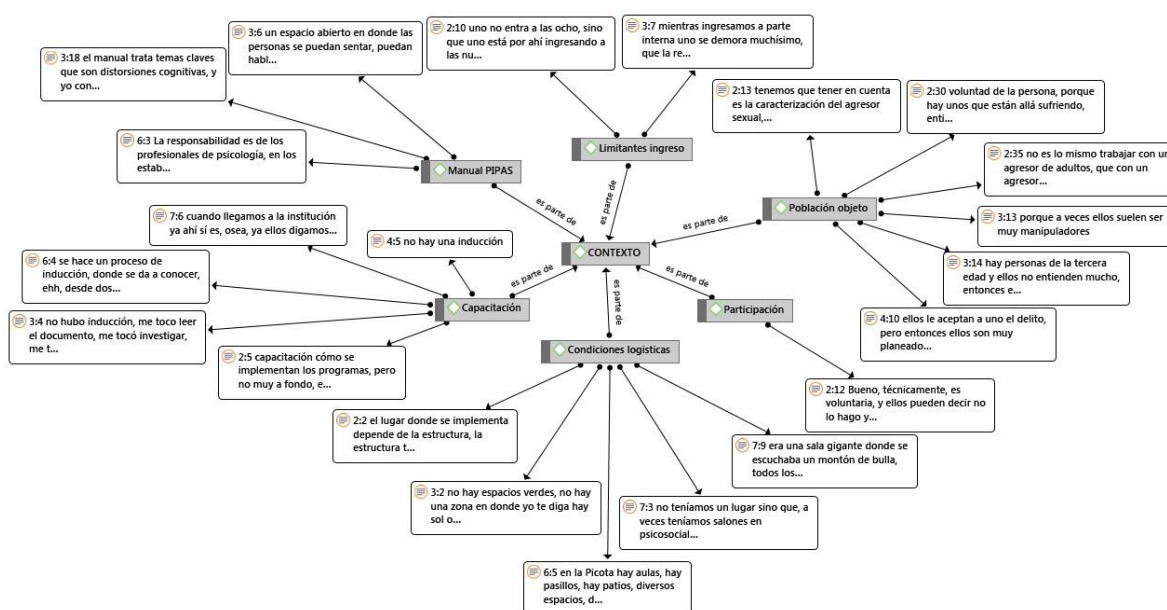 3:6 un espacio abierto en donde las
personas se puedan sentar, puedan
habl...
2:10 uno no entra a las ocho, sino
que uno está por ahí ingresando a
las nu...
3:7 mientras ingresamos a parte
interna uno se demora muchísimo,
que la re...
3:18 el manual trata temas claves
que son distorsiones cognitivas, y
yo con...
2:13 tenemos que tener en cuenta
es la caracterización del agresor
sexual,...
2:30 voluntad de la persona, porque
hay unos que están allá sufriendo,
enti...
6:3 La responsabilidad es de los
profesionales de psicología, en los
estab...
Manual PIPAS
Limitantes ingreso
2:35 no es lo mismo trabajar con un
agresor de adultos, que con un
agresor...
Población objeto
3:13 porque a veces ellos suelen ser
muy manipuladores
es parte de
es parte de
es parte de
7:6 cuando llegamos a la institución
ya ahí sí es, osea, ya ellos digamos...
4:5 no hay una inducción
CONTEXTO
3:14 hay personas de la tercera
edad y ellos no entienden mucho,
entonces e...
6:4 se hace un proceso de
inducción, donde se da a conocer,
ehh, desde dos...
es parte de
es parte de
es parte de
Capacitación
Participación
4:10 ellos le aceptan a uno el delito,
pero entonces ellos son muy
planeado...
3:4 no hubo inducción, me toco leer
el documento, me tocó investigar,
me t...
2:5 capacitación cómo se
implementan los programas, pero
no muy a fondo, e...
Condiciones logísticas
2:12 Bueno, técnicamente, es
voluntaria, y ellos pueden decir no
lo hago y...
2:2 el lugar donde se implementa
depende de la estructura, la
estructura t...
7:9 era una sala gigante donde se
escuchaba un montón de bulla,
todos los...
3:2 no hay espacios verdes, no hay
una zona en donde yo te diga hay
sol o...
7:3 no teníamos un lugar sino que, a
veces teníamos salones en
psicosocial...
6:5 en la Picota hay aulas, hay
pasillos, hay patios, diversos
espacios, d...